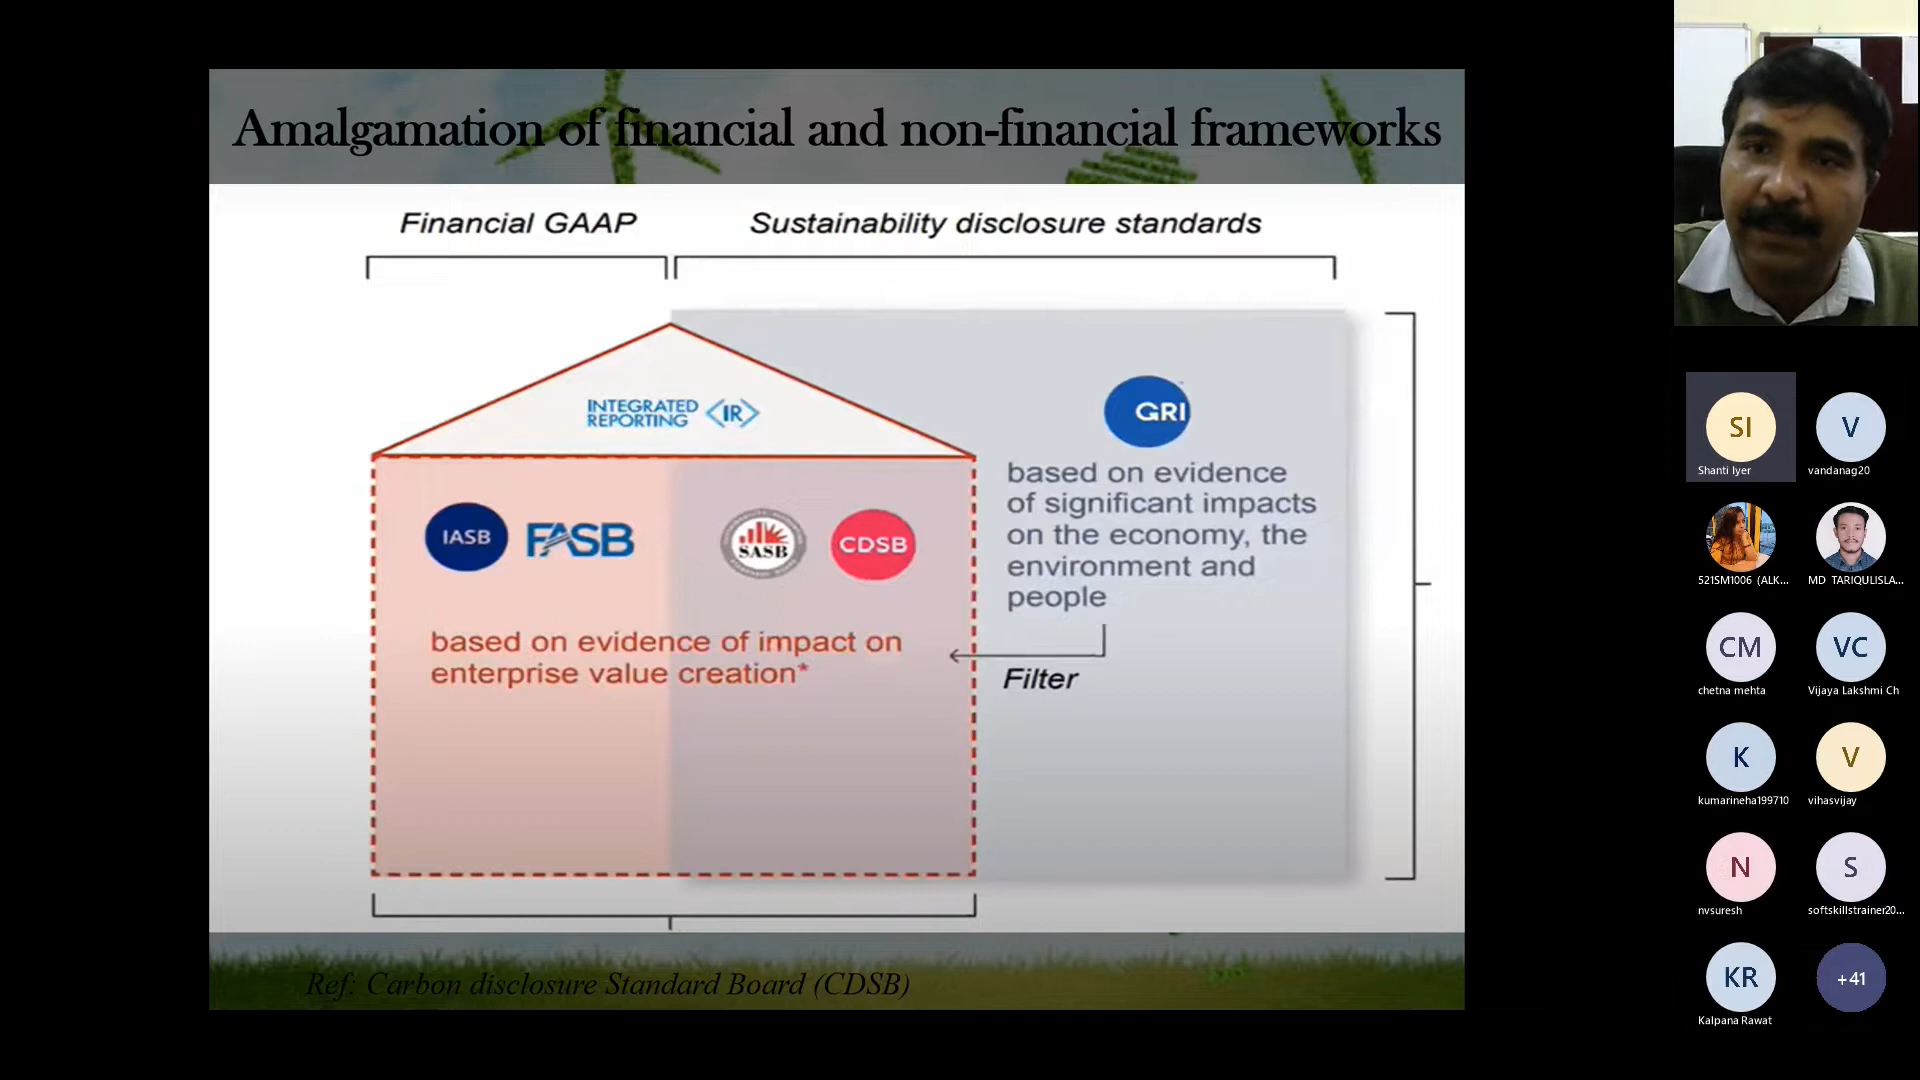 Amalgamation of financial and non-financial frameworks
Financial GAAP
Sustainability disclosure standards
INTEGRATED
REPORTING <IR>
GRI
based on evidence
of significant impacts
on the economy, the
environment and
people
IASB
FASB
SASB
CDSB
based on evidence of impact on
enterprise value creation*
Filter
Ref: Carbon disclosure Standard Board (CDSB)
SI
Shanti Iyer
V
vandanag20
521SM1006 (ALK...
MD TARIQULISLA...
CM
chetna mehta
VC
Vijaya Lakshmi Ch
K
kumarineha199710
V
vihasvijay
N
nvsuresh
S
softskillstrainer20...
KR
Kalpana Rawat
+41